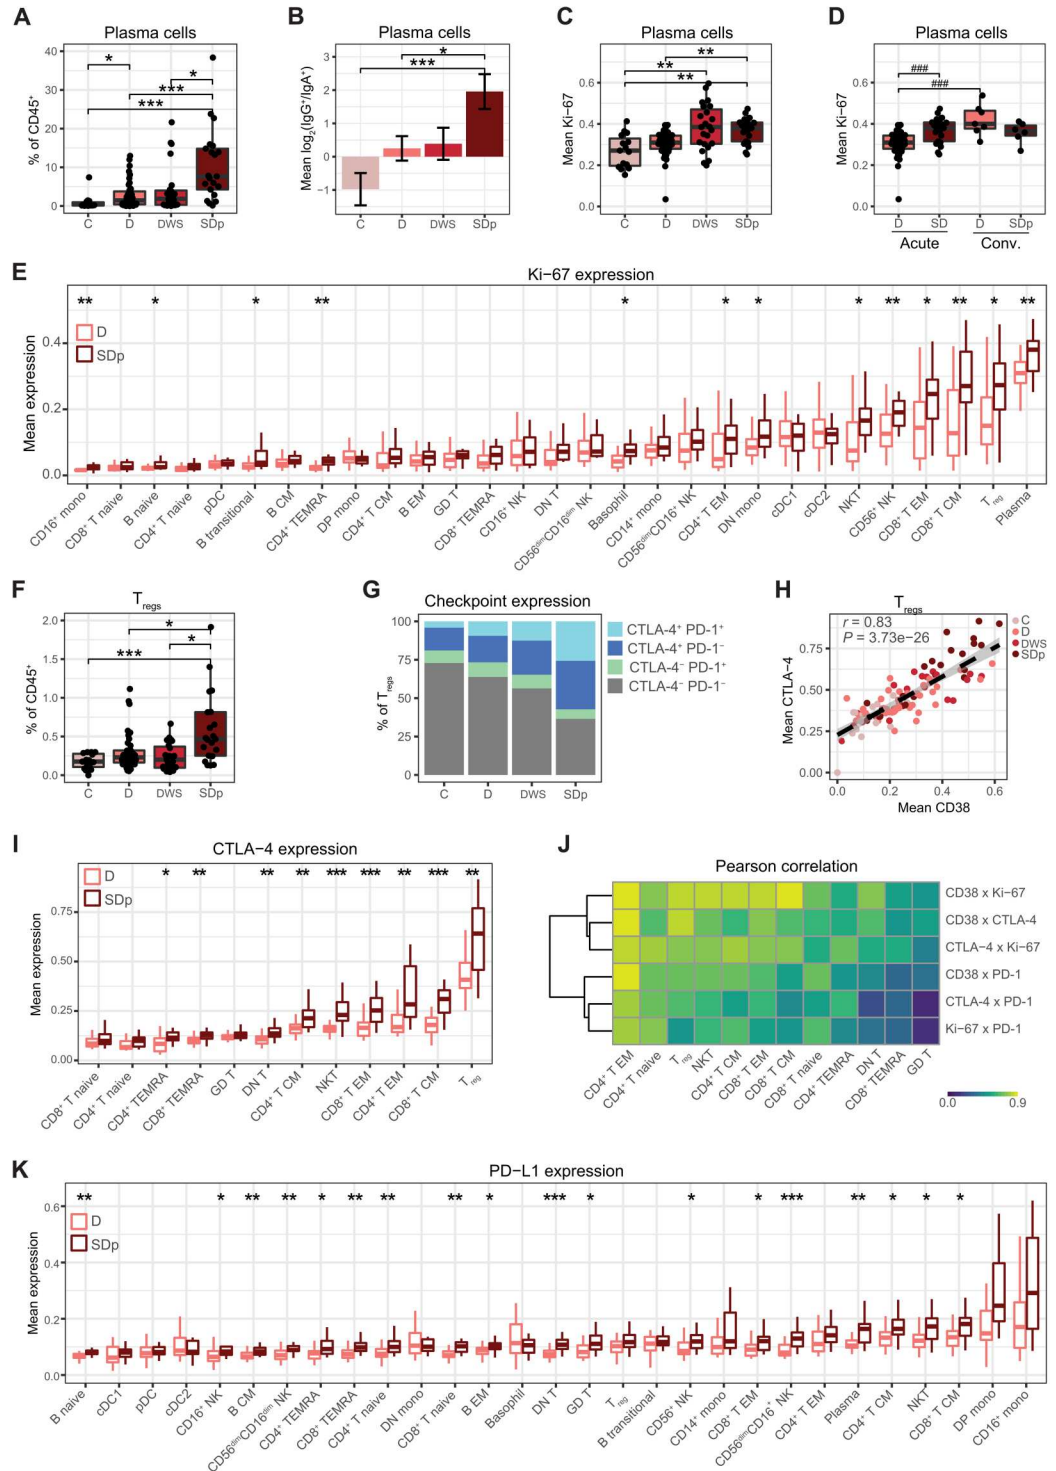 A
Plasma cells
% of CD45⁺
40
30
20
10
0
*
*
***
***
C
D
DWS
SDp
B
Plasma cells
Mean log₂(IgG⁺/IgA⁺)
3
2
1
0
−1
*
***
C
D
DWS
SDp
C
Plasma cells
Mean Ki−67
0.6
0.4
0.2
0.0
**
**
**
C
D
DWS
SDp
D
Plasma cells
Mean Ki−67
0.6
0.4
0.2
0.0
###
###
D
SD
D
SDp
Acute
Conv.
E
Ki−67 expression
Mean expression
0.4
0.2
0.0
D
SDp
** * * ** * * * * ** * ** * **
CD16⁺ mono
CD8⁺ T naive
B naive
CD4⁺ T naive
pDC
B transitional
B CM
CD4⁺ TEMRA
DP mono
CD4⁺ T CM
B EM
GD T
CD8⁺ TEMRA
CD16⁺ NK
DN T
CD56ᵈⁱᵐCD16ᵈⁱᵐ NK
Basophil
CD14⁺ mono
CD56ᵈⁱᵐCD16⁺ NK
CD4⁺ T EM
DN mono
cDC1
cDC2
NKT
CD56⁺ NK
CD8⁺ T EM
CD8⁺ T CM
T reg
Plasma
F
T regs
% of CD45⁺
2.0
1.5
1.0
0.5
0.0
*
*
***
C
D
DWS
SDp
G
Checkpoint expression
% of T regs
100
75
50
25
0
C
D
DWS
SDp
CTLA-4⁺ PD-1⁺
CTLA-4⁺ PD-1⁻
CTLA-4⁻ PD-1⁺
CTLA-4⁻ PD-1⁻
H
T regs
r = 0.83
P = 3.73e−26
Mean CTLA−4
0.75
0.50
0.25
0.00
0.0
0.2
0.4
0.6
Mean CD38
C
D
DWS
SDp
I
CTLA−4 expression
Mean expression
0.75
0.25
0.00
D
SDp
* ** ** ** *** *** ** *** **
CD8⁺ T naive
CD4⁺ T naive
CD4⁺ TEMRA
CD8⁺ TEMRA
GD T
DN T
CD4⁺ T CM
NKT
CD8⁺ T EM
CD4⁺ T EM
CD8⁺ T CM
T reg
J
Pearson correlation
CD38 x Ki-67
CD38 x CTLA-4
CTLA-4 x Ki-67
CD38 x PD-1
CTLA-4 x PD-1
Ki-67 x PD-1
CD4⁺ T EM
CD4⁺ T naive
T reg
NKT
CD4⁺ T CM
CD8⁺ T EM
CD8⁺ T CM
CD8⁺ T naive
CD4⁺ TEMRA
DN T
CD8⁺ TEMRA
GD T
0.0
0.9
K
PD−L1 expression
Mean expression
0.6
0.4
0.2
0.0
D
SDp
** * ** ** * ** ** ** * *** * * * *** ** * * *
B naive
cDC1
pDC
cDC2
CD16⁺ NK
B CM
CD56ᵈⁱᵐCD16ᵈⁱᵐ NK
CD4⁺ TEMRA
CD8⁺ TEMRA
CD4⁺ T naive
DN mono
CD8⁺ T naive
B EM
Basophil
DN T
GD T
T reg
B transitional
CD56⁺ NK
CD14⁺ mono
CD8⁺ T EM
CD56ᵈⁱᵐCD16⁺ NK
CD4⁺ T EM
Plasma
CD4⁺ T CM
NKT
CD8⁺ T CM
DP mono
CD16⁺ mono